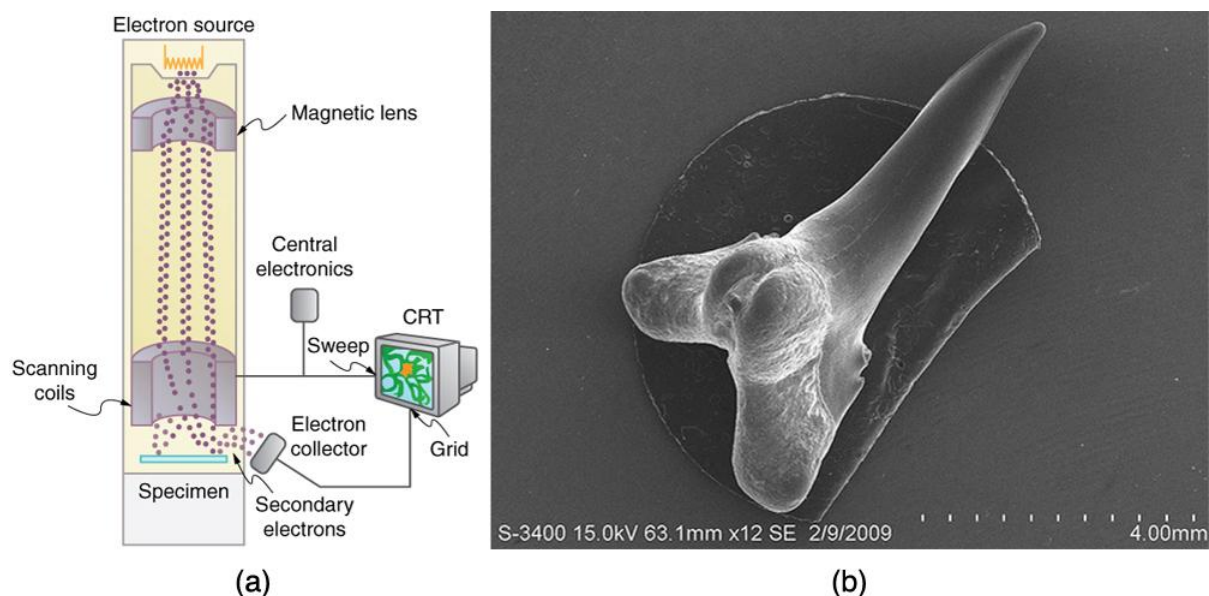 Electron source
Magnetic lens
Central
electronics
CRT
Sweep
Scanning
coils
Electron
collector
Grid
Specimen
Secondary
electrons
S-3400 15.0kV 63.1mm x12 SE 2/9/2009
4.00mm
(a)
(b)